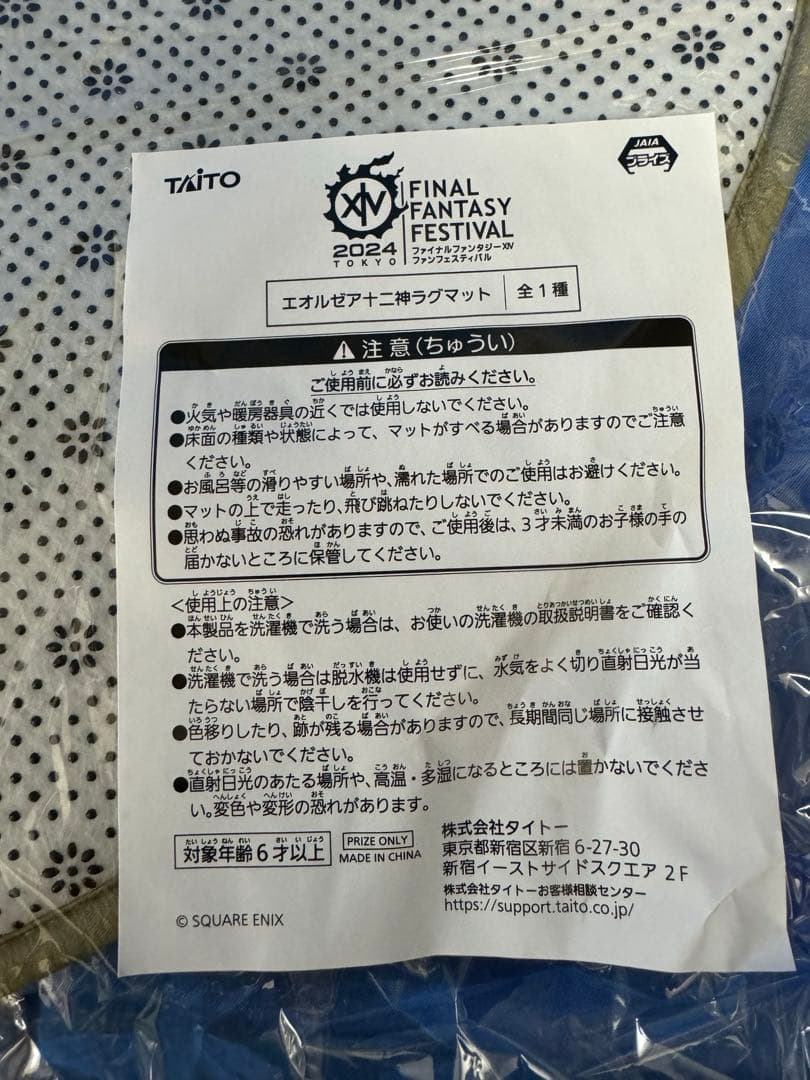 TAITO
JAIA
プライズ
XIV
2024
TOKYO
FINAL
FANTASY
FESTIVAL
ファイナルファンタジーXIV
ファンフェスティバル
エオルゼア十二神ラグマット 全1種
注意(ちゅうい)
ご使用前に必ずお読みください。
●火気や暖房器具の近くでは使用しないでください。
●床面の種類や状態によって、マットがすべる場合がありますのでご注意
ください。
●お風呂等の滑りやすい場所や、濡れた場所でのご使用はお避けください。
●マットの上で走ったり、飛び跳ねたりしないでください。
●思わぬ事故の恐れがありますので、ご使用後は、3才未満のお子様の手の
届かないところに保管してください。
<使用上の注意>
●本製品を洗濯機で洗う場合は、お使いの洗濯機の取扱説明書をご確認く
ださい。
●洗濯機で洗う場合は脱水機は使用せずに、水気をよく切り直射日光が当
たらない場所で陰干しを行ってください。
●色移りしたり、跡が残る場合がありますので、長期間同じ場所に接触させ
ておかないでください。
●直射日光のあたる場所や、高温・多湿になるところには置かないでくださ
い。変色や変形の恐れがあります。
対象年齢6才以上
PRIZE ONLY
MADE IN CHINA
株式会社タイトー
東京都新宿区新宿 6-27-30
新宿イーストサイドスクエア 2F
株式会社タイトーお客様相談センター
https://support.taito.co.jp/
© SQUARE ENIX